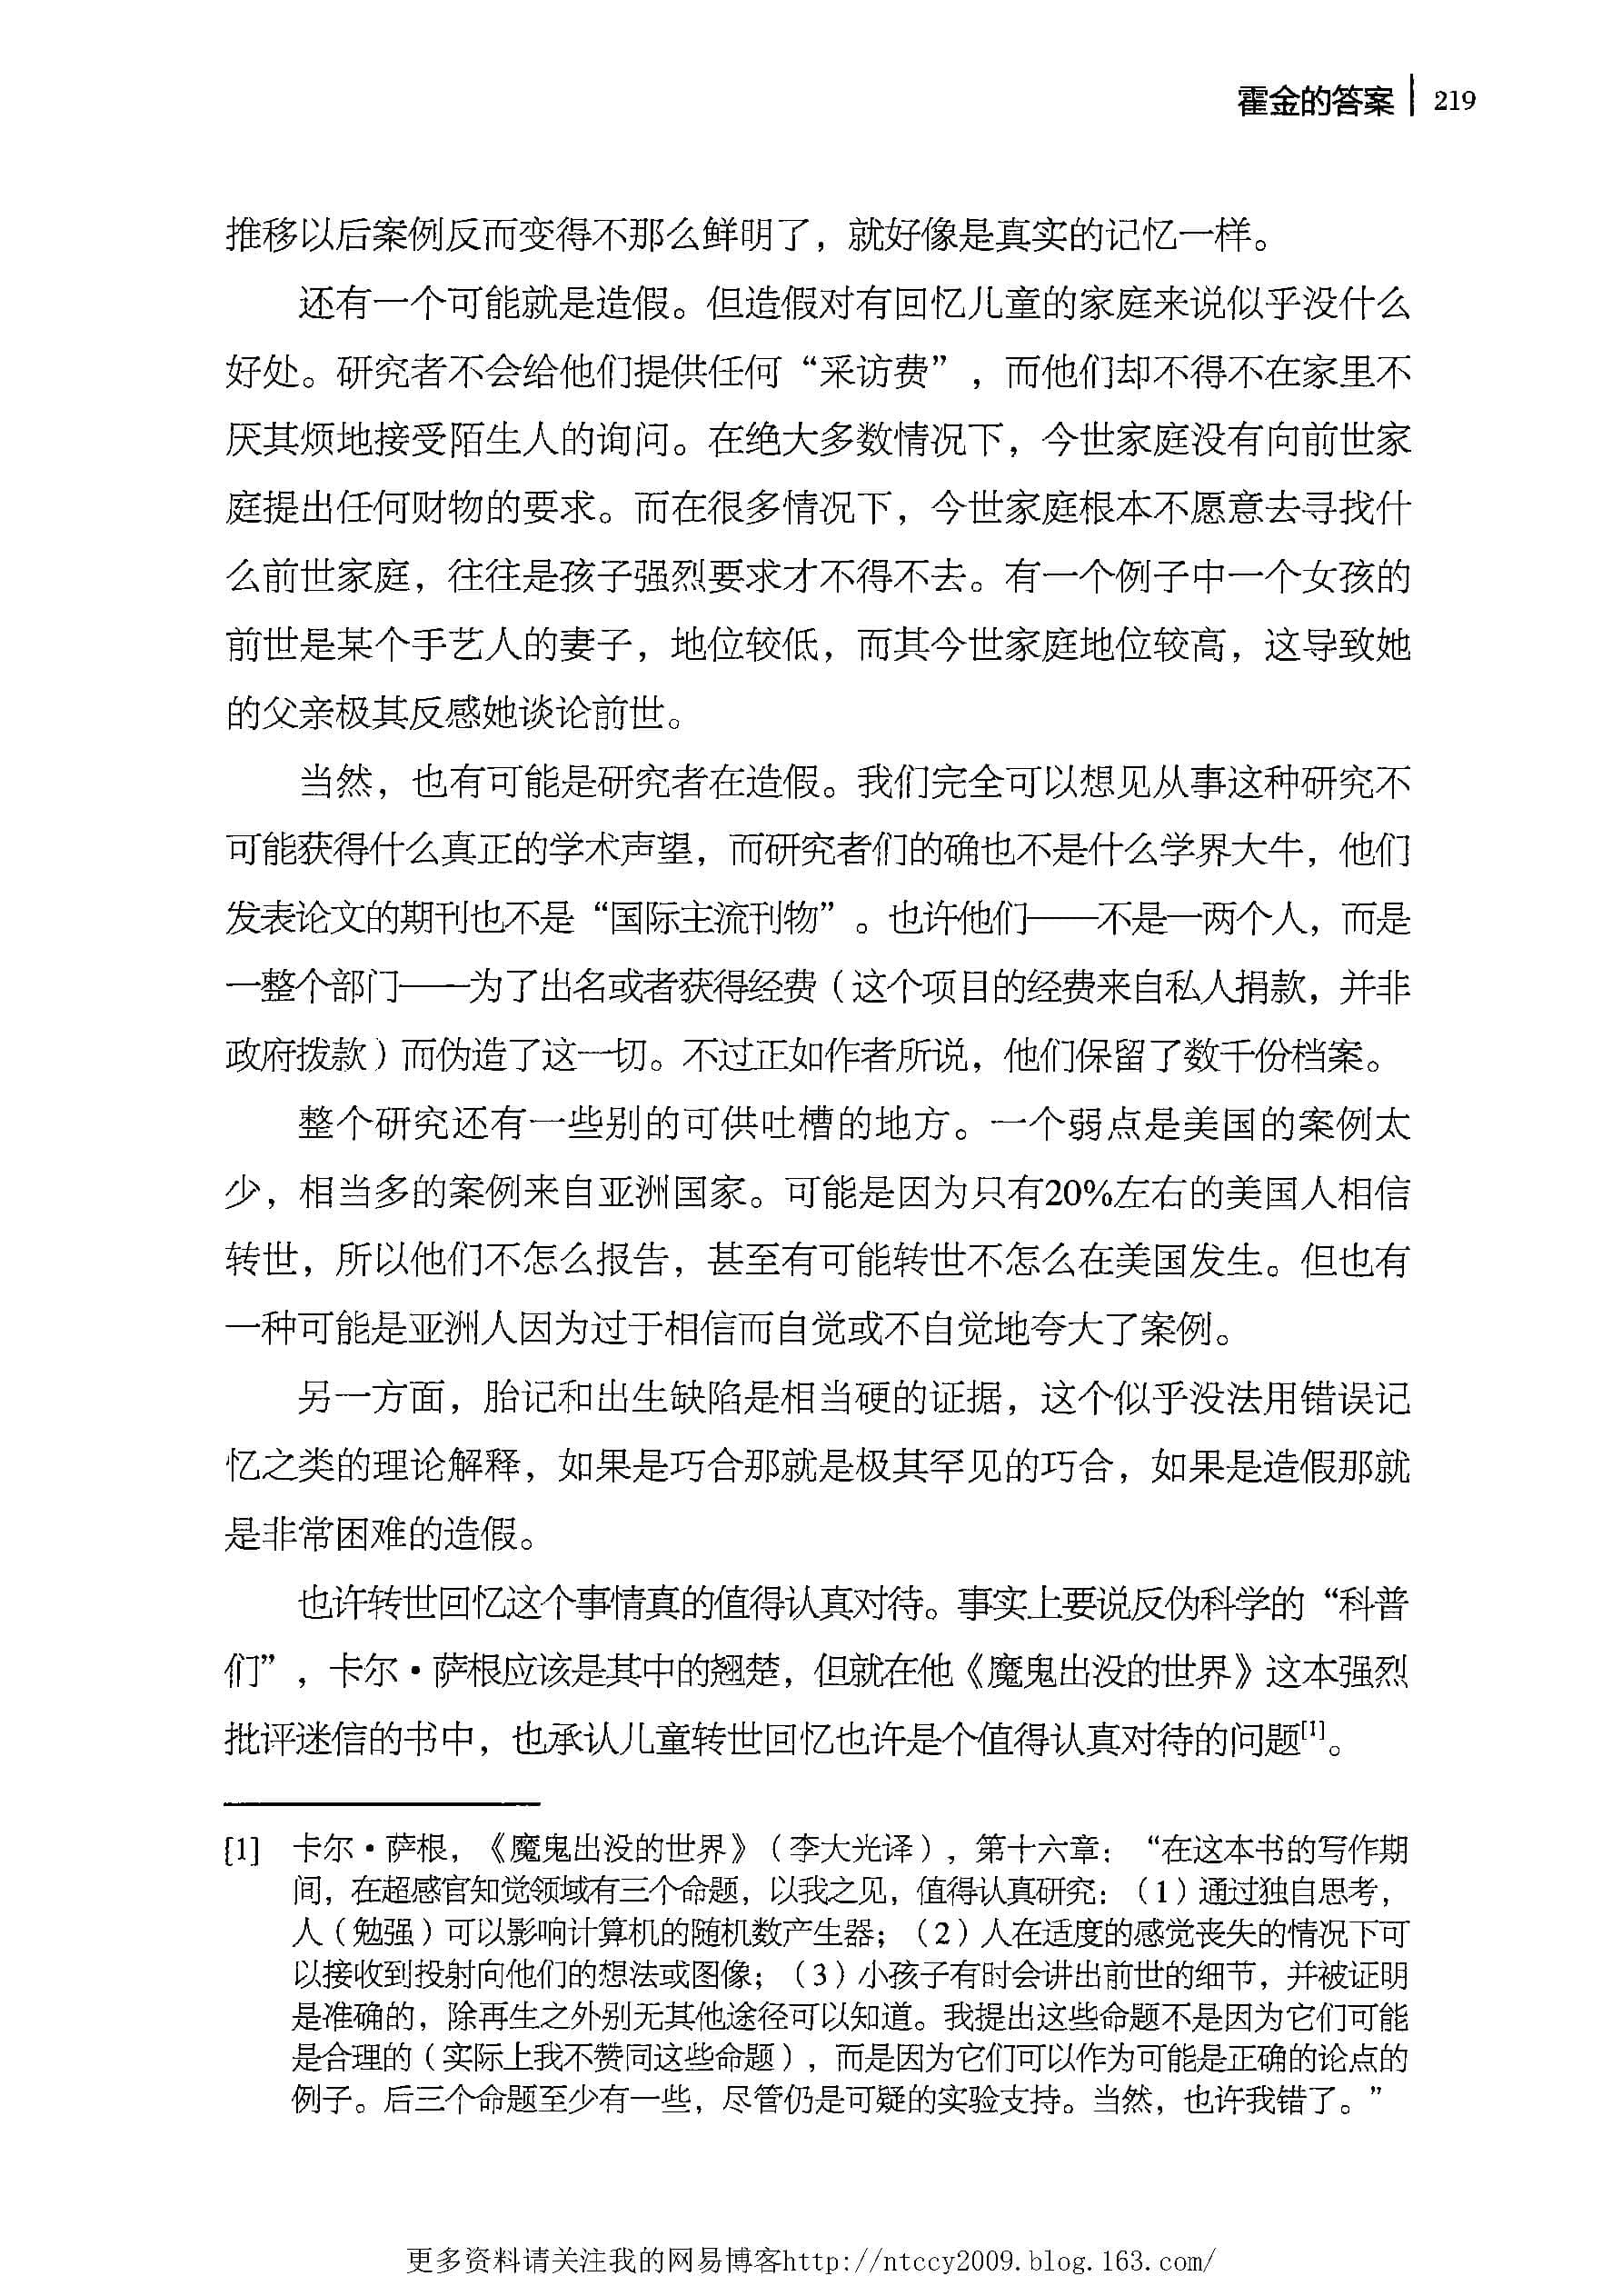 霍金的答案 219
推移以后案例反而变得不那么鲜明了，就好像是真实的记忆一样。
还有一个可能就是造假。但造假对有回忆儿童的家庭来说似乎没什么
好处。研究者不会给他们提供任何“采访费”，而他们却不得不在家里不
厌其烦地接受陌生人的询问。在绝大多数情况下，今世家庭没有向前世家
庭提出任何财物的要求。而在很多情况下，今世家庭根本不愿意去寻找什
么前世家庭，往往是孩子强烈要求才不得不去。有一个例子中一个女孩的
前世是某个手艺人的妻子，地位较低，而其今世家庭地位较高，这导致她
的父亲极其反感她谈论前世。
当然，也有可能是研究者在造假。我们完全可以想见从事这种研究不
可能获得什么真正的学术声望，而研究者们的确也不是什么学界大牛，他们
发表论文的期刊也不是“国际主流刊物”。也许他们——不是一两个人，而是
一整个部门——为了出名或者获得经费（这个项目的经费来自私人捐款，并非
政府拨款）而伪造了这一切。不过正如作者所说，他们保留了数千份档案。
整个研究还有一些别的可供吐槽的地方。一个弱点是美国的案例太
少，相当多的案例来自亚洲国家。可能是因为只有20%左右的美国人相信
转世，所以他们不怎么报告，甚至有可能转世不怎么在美国发生。但也有
一种可能是亚洲人因为过于相信而自觉或不自觉地夸大了案例。
另一方面，胎记和出生缺陷是相当硬的证据，这个似乎没法用错误记
忆之类的理论解释，如果是巧合那就是极其罕见的巧合，如果是造假那就
是非常困难的造假。
也许转世回忆这个事情真的值得认真对待。事实上要说反伪科学的“科普
们”，卡尔·萨根应该是其中的翘楚，但就在他《魔鬼出没的世界》这本强烈
批评迷信的书中，也承认儿童转世回忆也许是个值得认真对待的问题[1]。
[1] 卡尔·萨根，《魔鬼出没的世界》（李大光译），第十六章：“在这本书的写作期
间，在超感官知觉领域有三个命题，以我之见，值得认真研究：（1）通过独自思考，
人（勉强）可以影响计算机的随机数产生器；（2）人在适度的感觉丧失的情况下可
以接收到投射向他们的想法或图像；（3）小孩子有时会讲出前世的细节，并被证明
是准确的，除再生之外别无其他途径可以知道。我提出这些命题不是因为它们可能
是合理的（实际上我不赞同这些命题），而是因为它们可以作为可能是正确的论点的
例子。后三个命题至少有一些，尽管仍是可疑的实验支持。当然，也许我错了。”
更多资料请关注我的网易博客http://ntccy2009.blog.163.com/